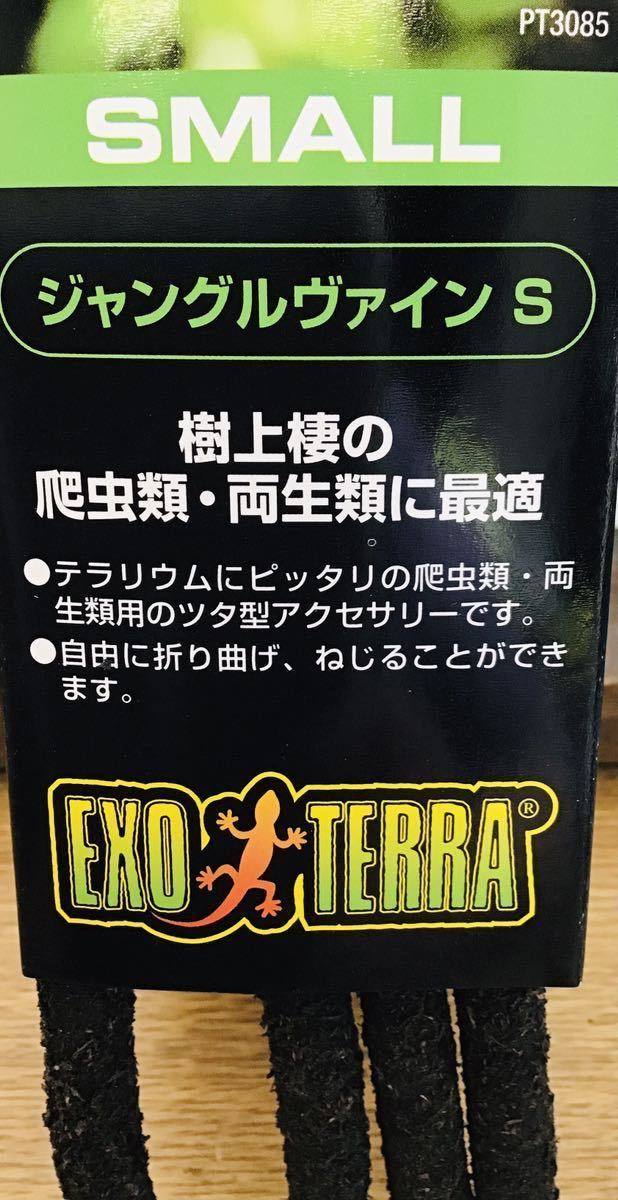 PT3085
SMALL
ジャングルヴァイン S
樹上棲の
爬虫類・両生類に最適
●テラリウムにピッタリの爬虫類・両
生類用のツタ型アクセサリーです。
●自由に折り曲げ、ねじることができ
ます。
EXO TERRA®